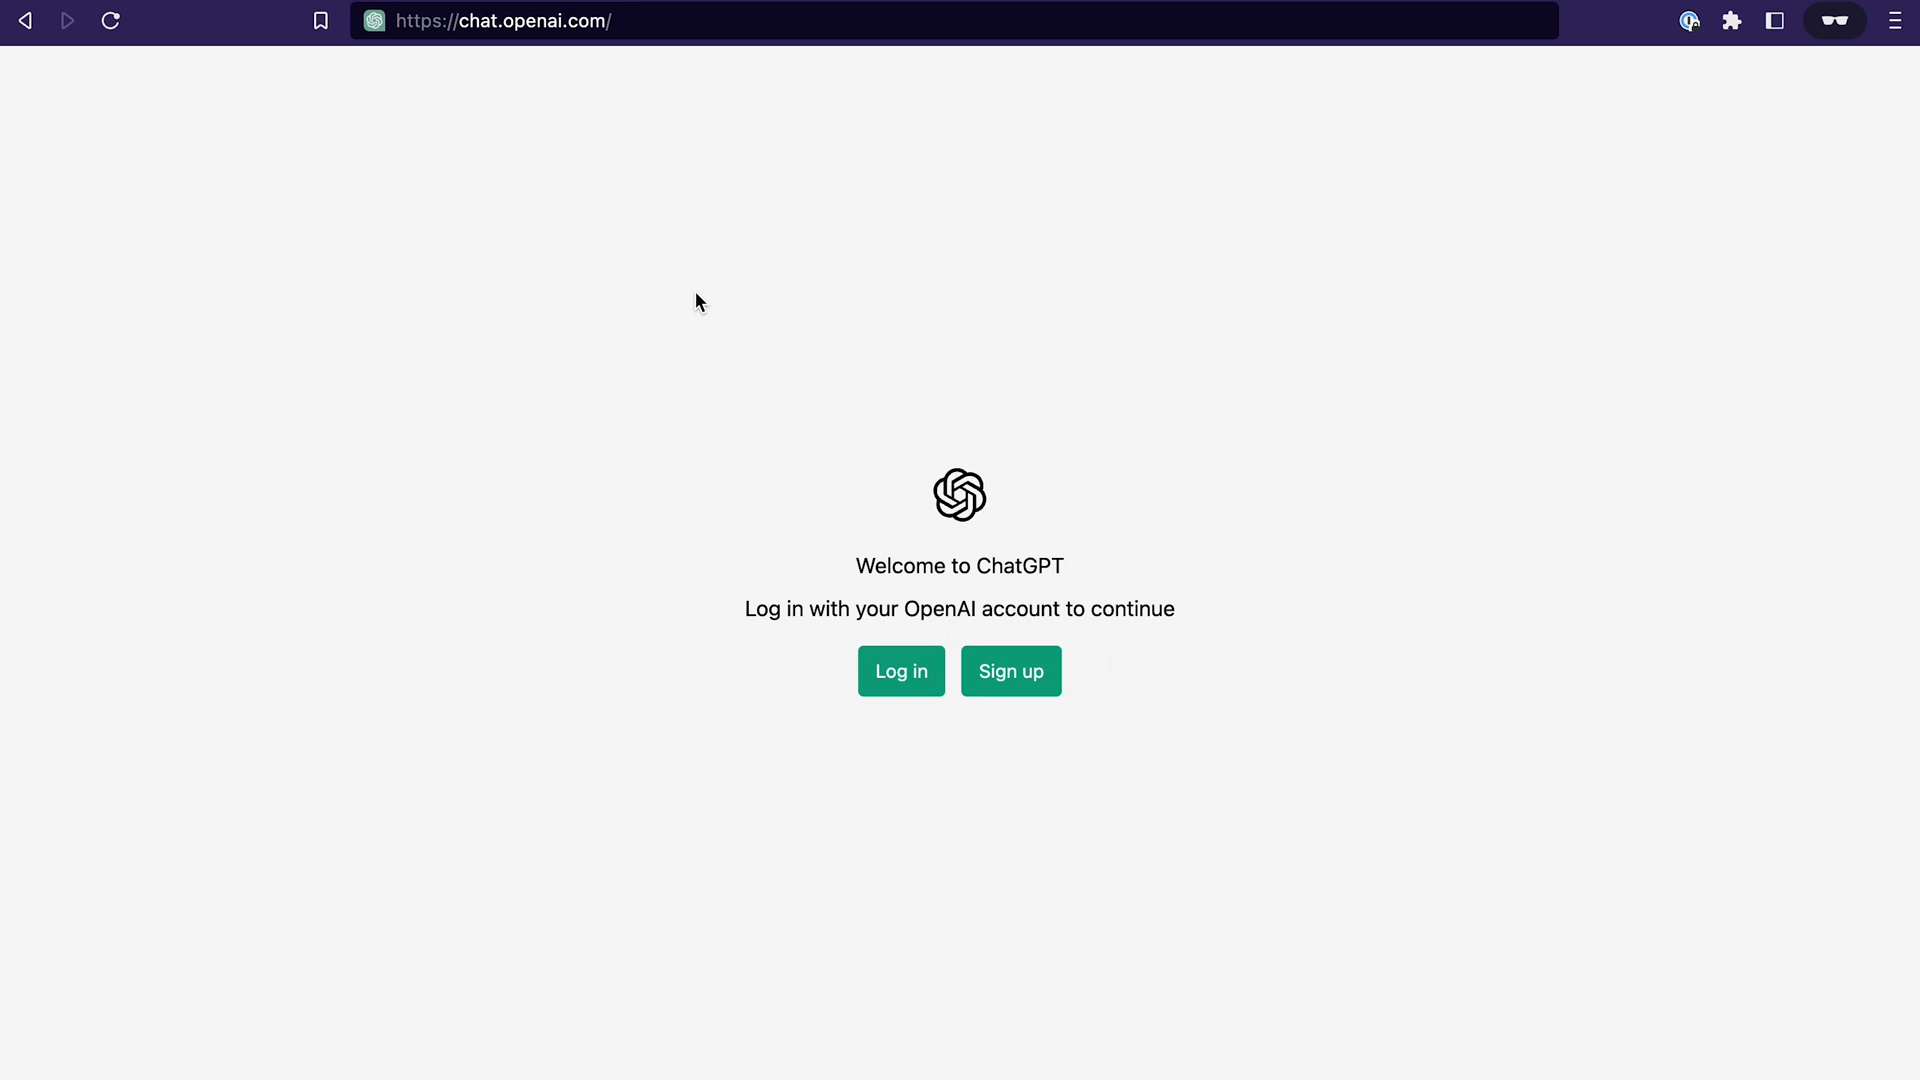 https://chat.openai.com/
Welcome to ChatGPT
Log in with your OpenAI account to continue
Log in
Sign up